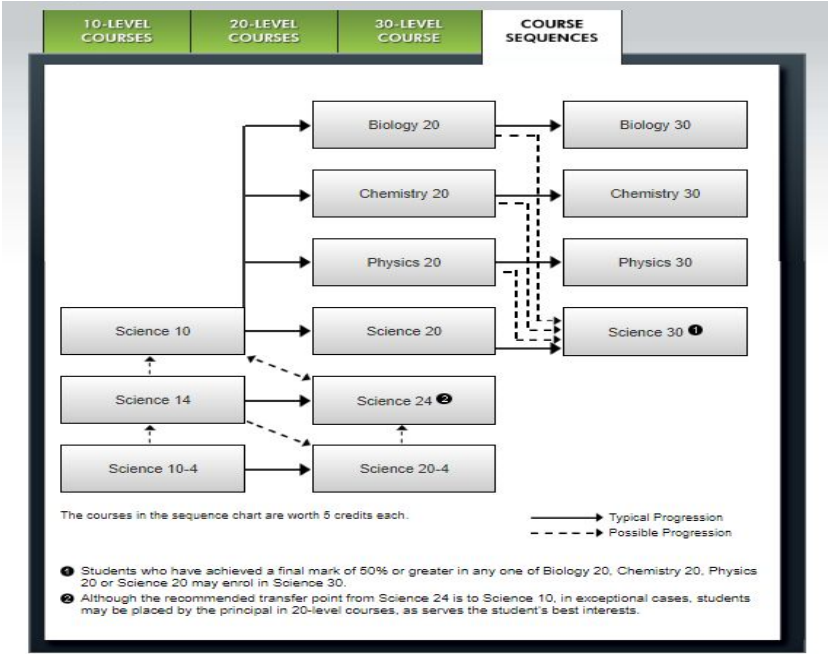 10-LEVEL COURSES
20-LEVEL COURSES
30-LEVEL COURSE
COURSE SEQUENCES
Biology 20
Biology 30
Chemistry 20
Chemistry 30
Physics 20
Physics 30
Science 10
Science 20
Science 30 ❶
Science 14
Science 24 ❷
Science 10-4
Science 20-4
The courses in the sequence chart are worth 5 credits each.
Typical Progression
Possible Progression
❶ Students who have achieved a final mark of 50% or greater in any one of Biology 20, Chemistry 20, Physics
20 or Science 20 may enrol in Science 30.
❷ Although the recommended transfer point from Science 24 is to Science 10, in exceptional cases, students
may be placed by the principal in 20-level courses, as serves the student's best interests.